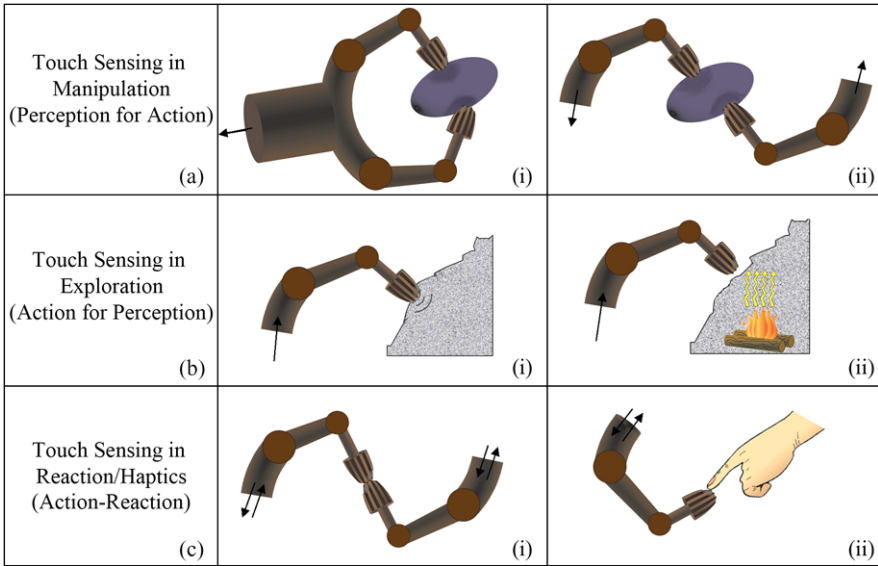 Touch Sensing in
Manipulation
(Perception for Action)
(a)
(i)
(ii)
Touch Sensing in
Exploration
(Action for Perception)
(b)
(i)
(ii)
Touch Sensing in
Reaction/Haptics
(Action-Reaction)
(c)
(i)
(ii)